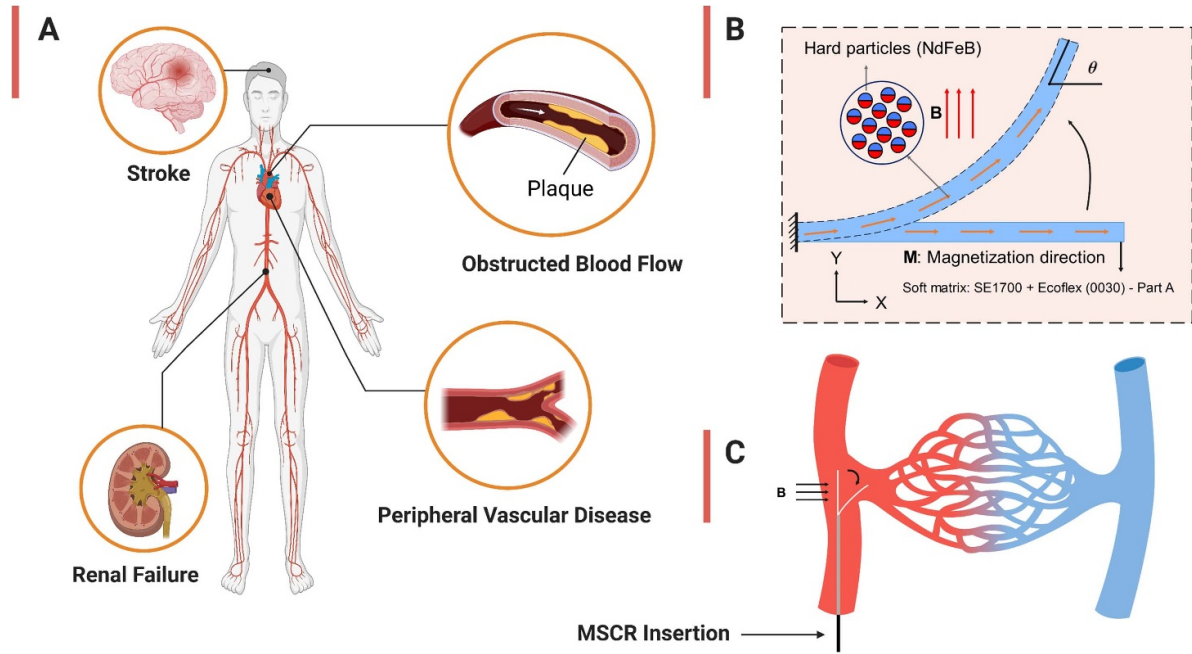 A
Stroke
Plaque
Obstructed Blood Flow
Peripheral Vascular Disease
Renal Failure
B
Hard particles (NdFeB)
B
θ
M: Magnetization direction
Y
X
Soft matrix: SE1700 + Ecoflex (0030) - Part A
C
B
MSCR Insertion